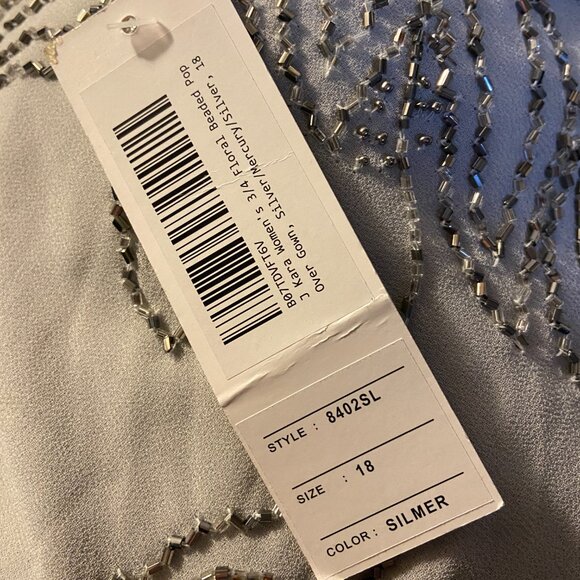 B07TDVFT6V
J Kara Women's 3/4 Floral Beaded Pop
Over Gown, Silver/Mercury/Silver, 18
STYLE : 8402SL
SIZE : 18
COLOR : SILMER